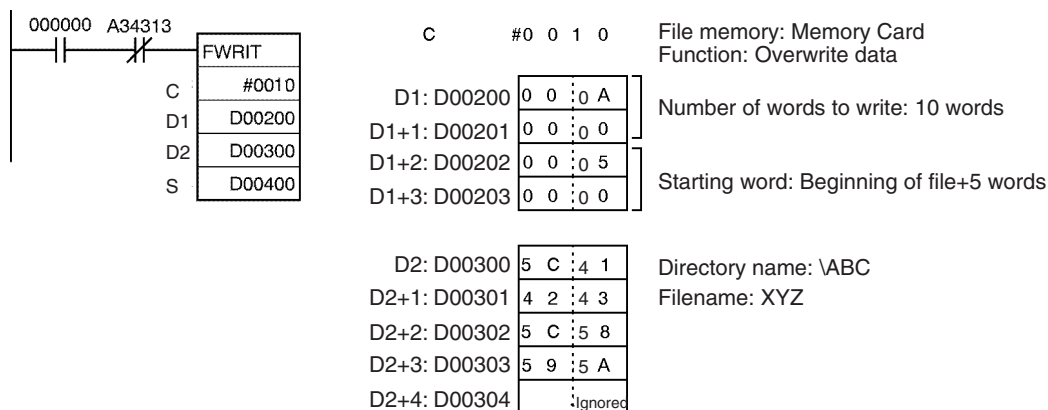 000000 A34313
FWRIT
C #0010
D1 D00200
D2 D00300
S D00400
C #0 0 1 0
File memory: Memory Card
Function: Overwrite data
D1: D00200 0 0 0 A
D1+1: D00201 0 0 0 0
Number of words to write: 10 words
D1+2: D00202 0 0 0 5
D1+3: D00203 0 0 0 0
Starting word: Beginning of file+5 words
D2: D00300 5 C 4 1
Directory name: \ABC
D2+1: D00301 4 2 4 3
Filename: XYZ
D2+2: D00302 5 C 5 8
D2+3: D00303 5 9 5 A
D2+4: D00304 Ignored